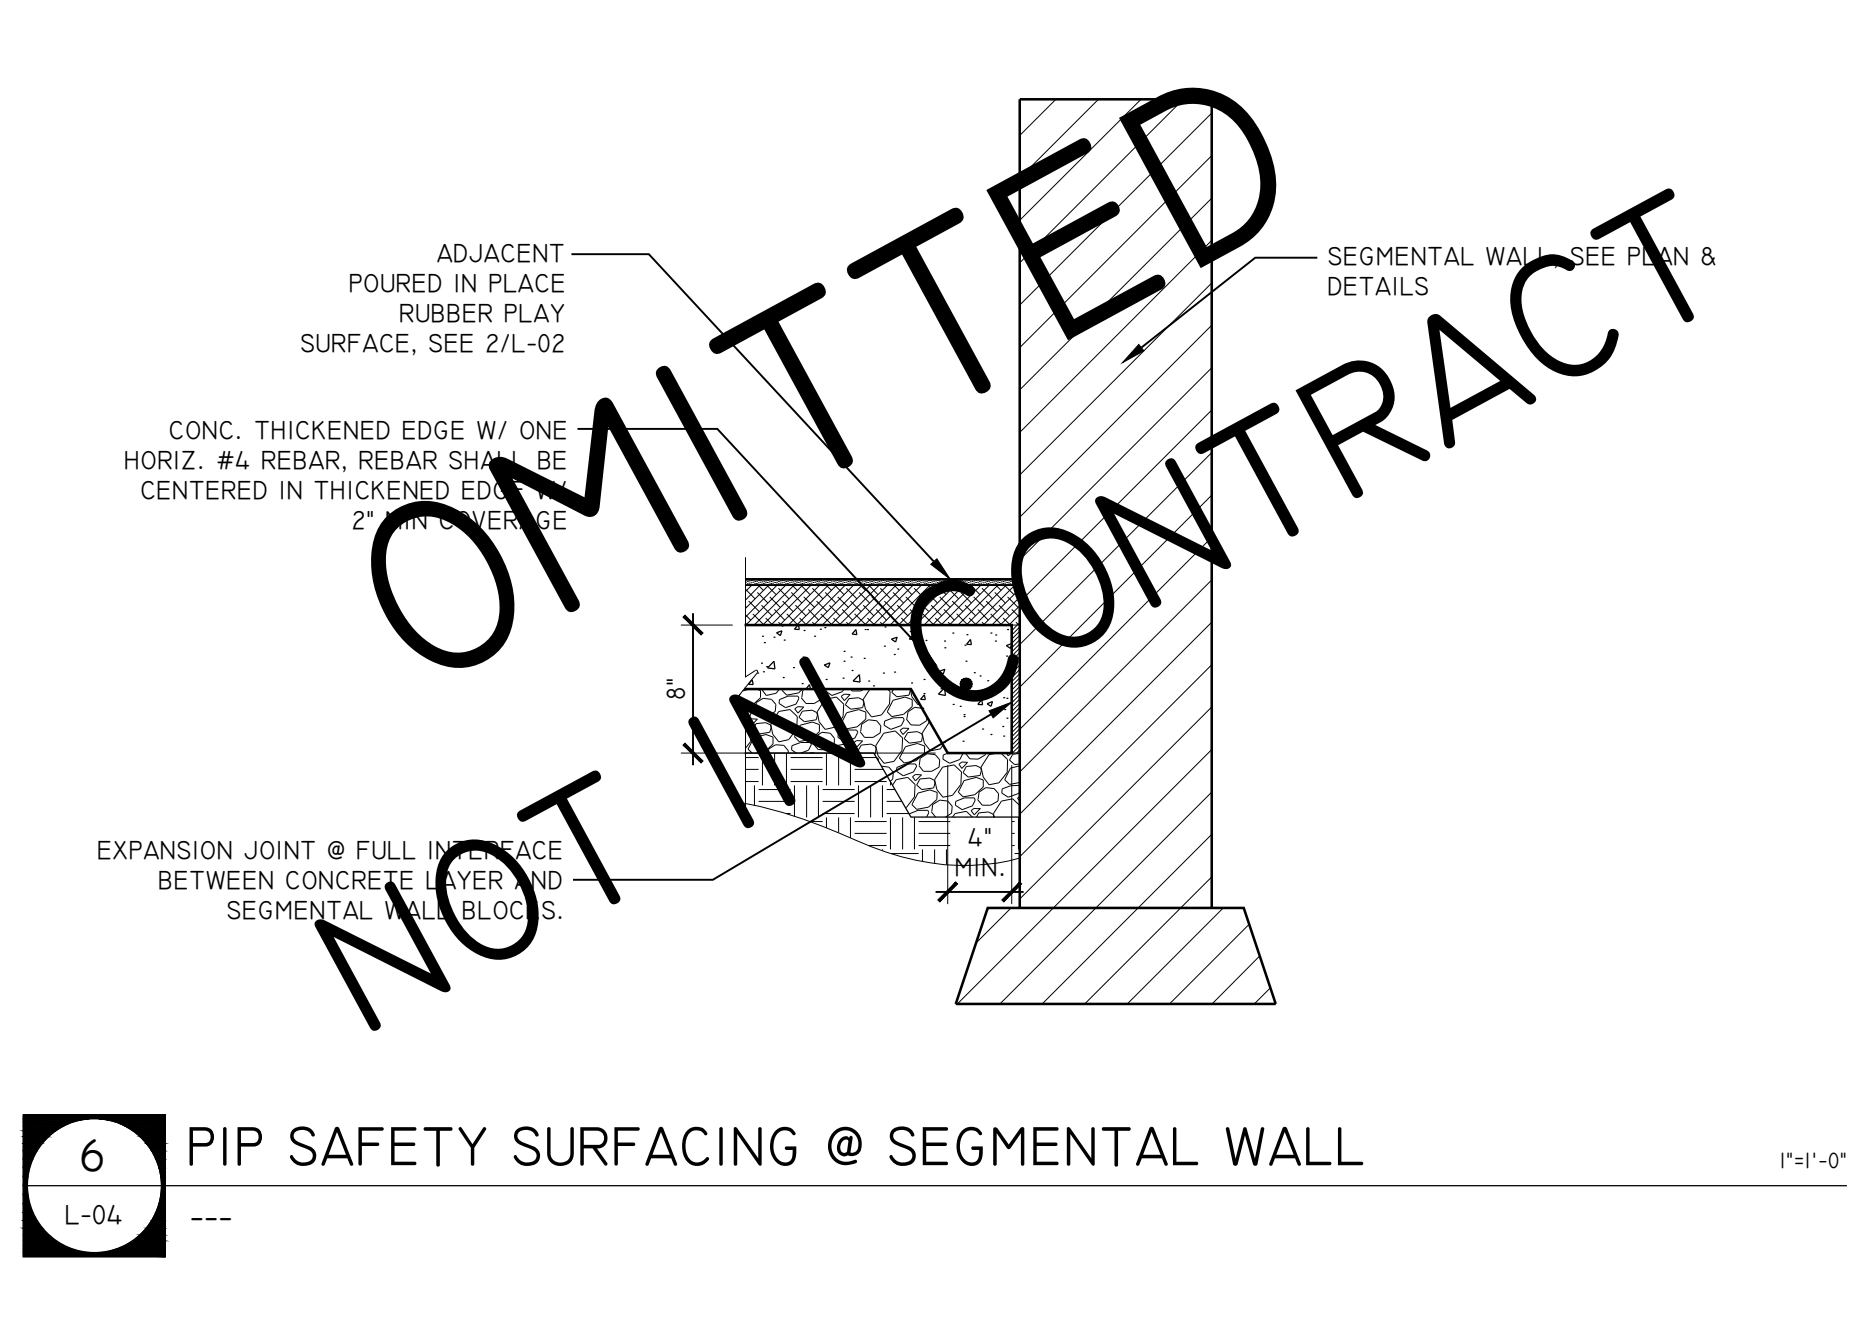 ADJACENT
POURED IN PLACE
RUBBER PLAY
SURFACE, SEE 2/L-02
SEGMENTAL WALL, SEE PLAN &
DETAILS
CONC. THICKENED EDGE W/ ONE
HORIZ. #4 REBAR, REBAR SHALL BE
CENTERED IN THICKENED EDGE W/
2" MIN COVERAGE
OMITTED
NOT IN CONTRACT
8"
4"
MIN.
EXPANSION JOINT @ FULL INTERFACE
BETWEEN CONCRETE LAYER AND
SEGMENTAL WALL BLOCKS.
6
L-04
PIP SAFETY SURFACING @ SEGMENTAL WALL
1"=1'-0"
---